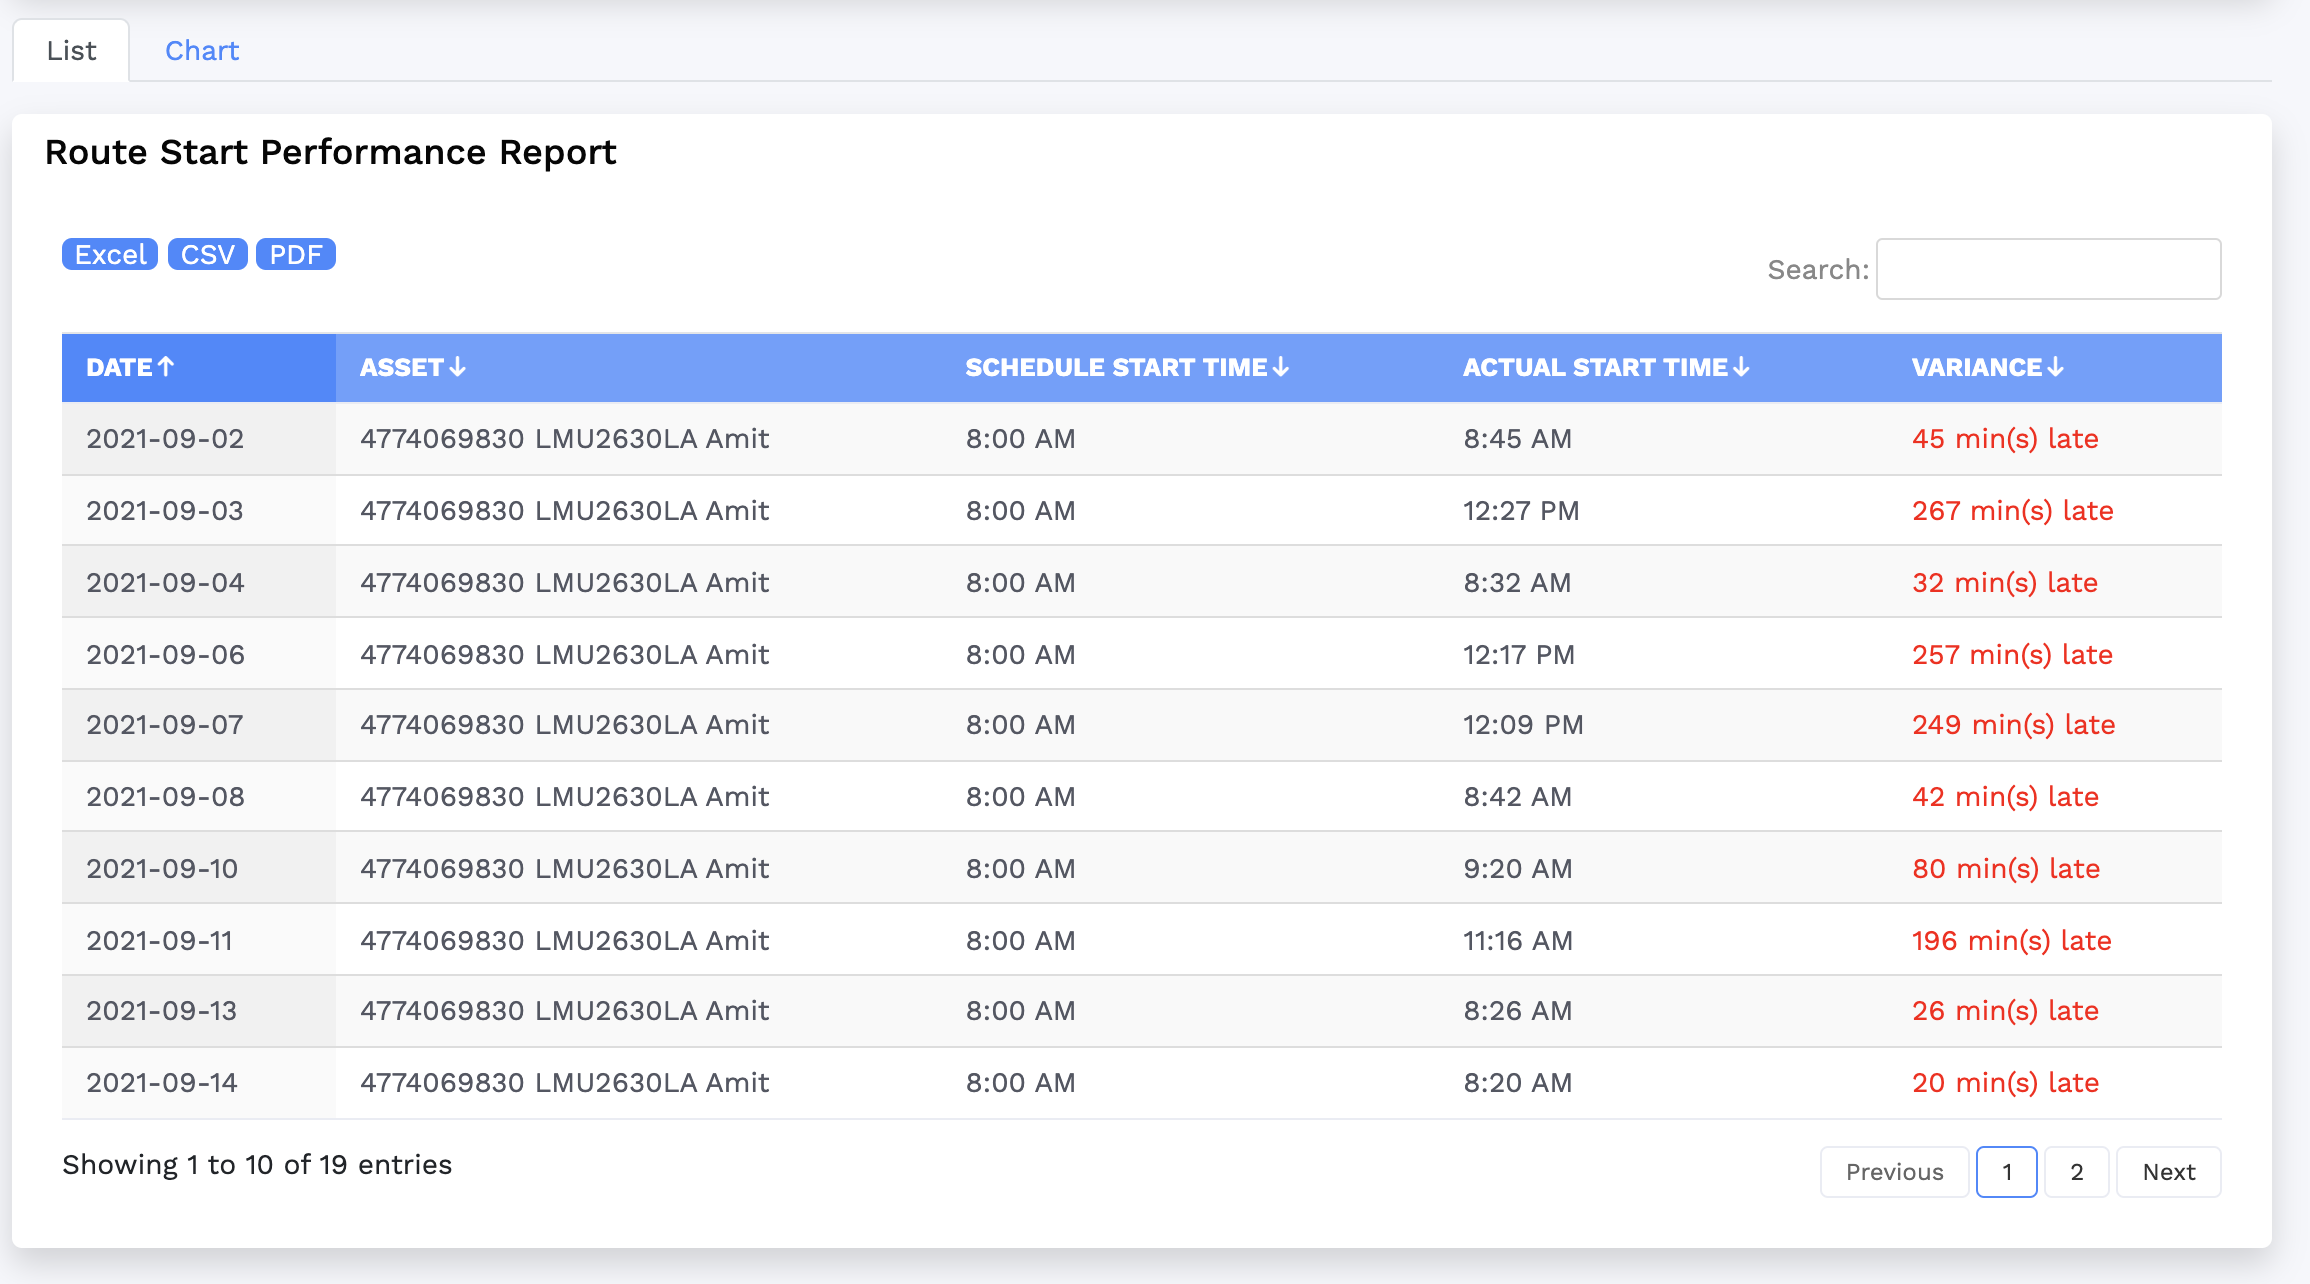 List Chart
Route Start Performance Report
Excel CSV PDF
Search:
DATE↑ ASSET↓ SCHEDULE START TIME↓ ACTUAL START TIME↓ VARIANCE↓
2021-09-02 4774069830 LMU2630LA Amit 8:00 AM 8:45 AM 45 min(s) late
2021-09-03 4774069830 LMU2630LA Amit 8:00 AM 12:27 PM 267 min(s) late
2021-09-04 4774069830 LMU2630LA Amit 8:00 AM 8:32 AM 32 min(s) late
2021-09-06 4774069830 LMU2630LA Amit 8:00 AM 12:17 PM 257 min(s) late
2021-09-07 4774069830 LMU2630LA Amit 8:00 AM 12:09 PM 249 min(s) late
2021-09-08 4774069830 LMU2630LA Amit 8:00 AM 8:42 AM 42 min(s) late
2021-09-10 4774069830 LMU2630LA Amit 8:00 AM 9:20 AM 80 min(s) late
2021-09-11 4774069830 LMU2630LA Amit 8:00 AM 11:16 AM 196 min(s) late
2021-09-13 4774069830 LMU2630LA Amit 8:00 AM 8:26 AM 26 min(s) late
2021-09-14 4774069830 LMU2630LA Amit 8:00 AM 8:20 AM 20 min(s) late
Showing 1 to 10 of 19 entries Previous 1 2 Next